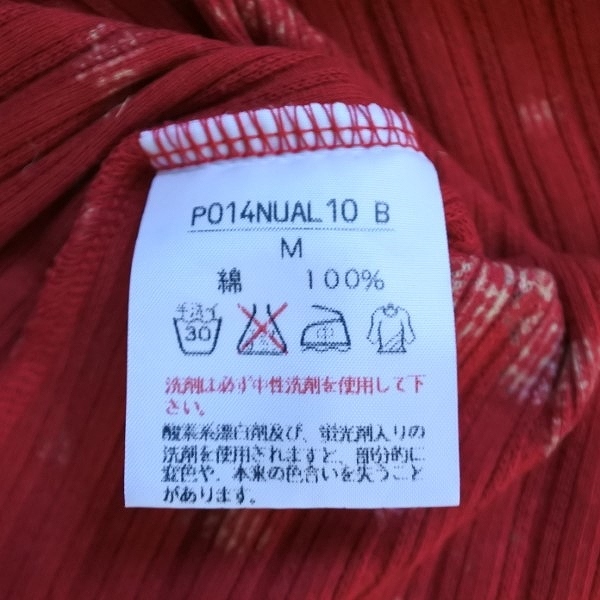 P014NUAL10 B
M
綿 100%
手洗イ
30
洗剤は必ず中性洗剤を使用して下
さい。
酸素系漂白剤及び、蛍光剤入りの
洗剤を使用されますと、部分的に
変色や、本来の色合いを失うこと
があります。